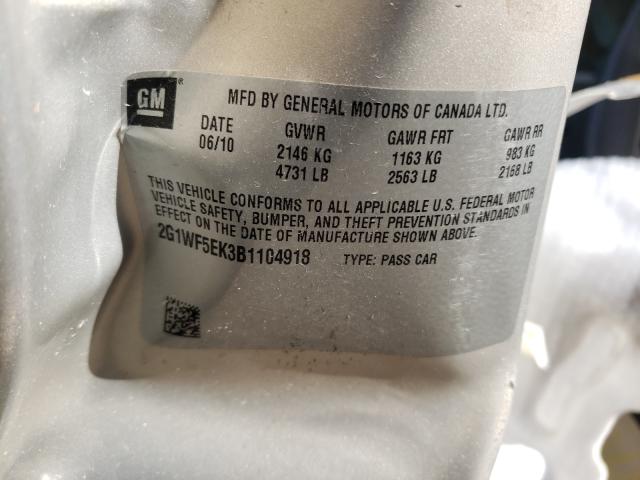 GM
®
MFD BY GENERAL MOTORS OF CANADA LTD.
DATE GVWR GAWR FRT GAWR RR
06/10 2146 KG 1163 KG 983 KG
4731 LB 2563 LB 2168 LB
THIS VEHICLE CONFORMS TO ALL APPLICABLE U.S. FEDERAL MOTOR
VEHICLE SAFETY, BUMPER, AND THEFT PREVENTION STANDARDS IN
EFFECT ON THE DATE OF MANUFACTURE SHOWN ABOVE.
2G1WF5EK3B1104918 TYPE: PASS CAR